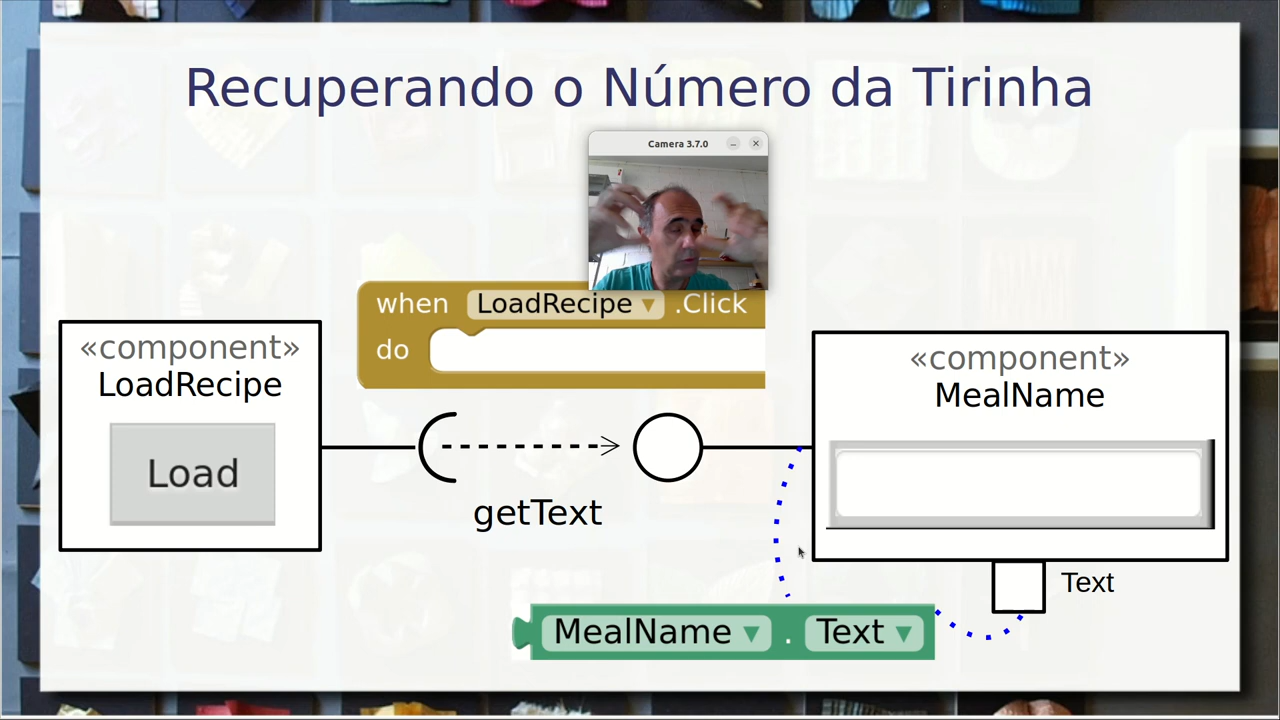 Recuperando o Número da Tirinha
Camera 3.7.0
when LoadRecipe .Click
do
«component»
LoadRecipe
Load
getText
«component»
MealName
Text
MealName . Text